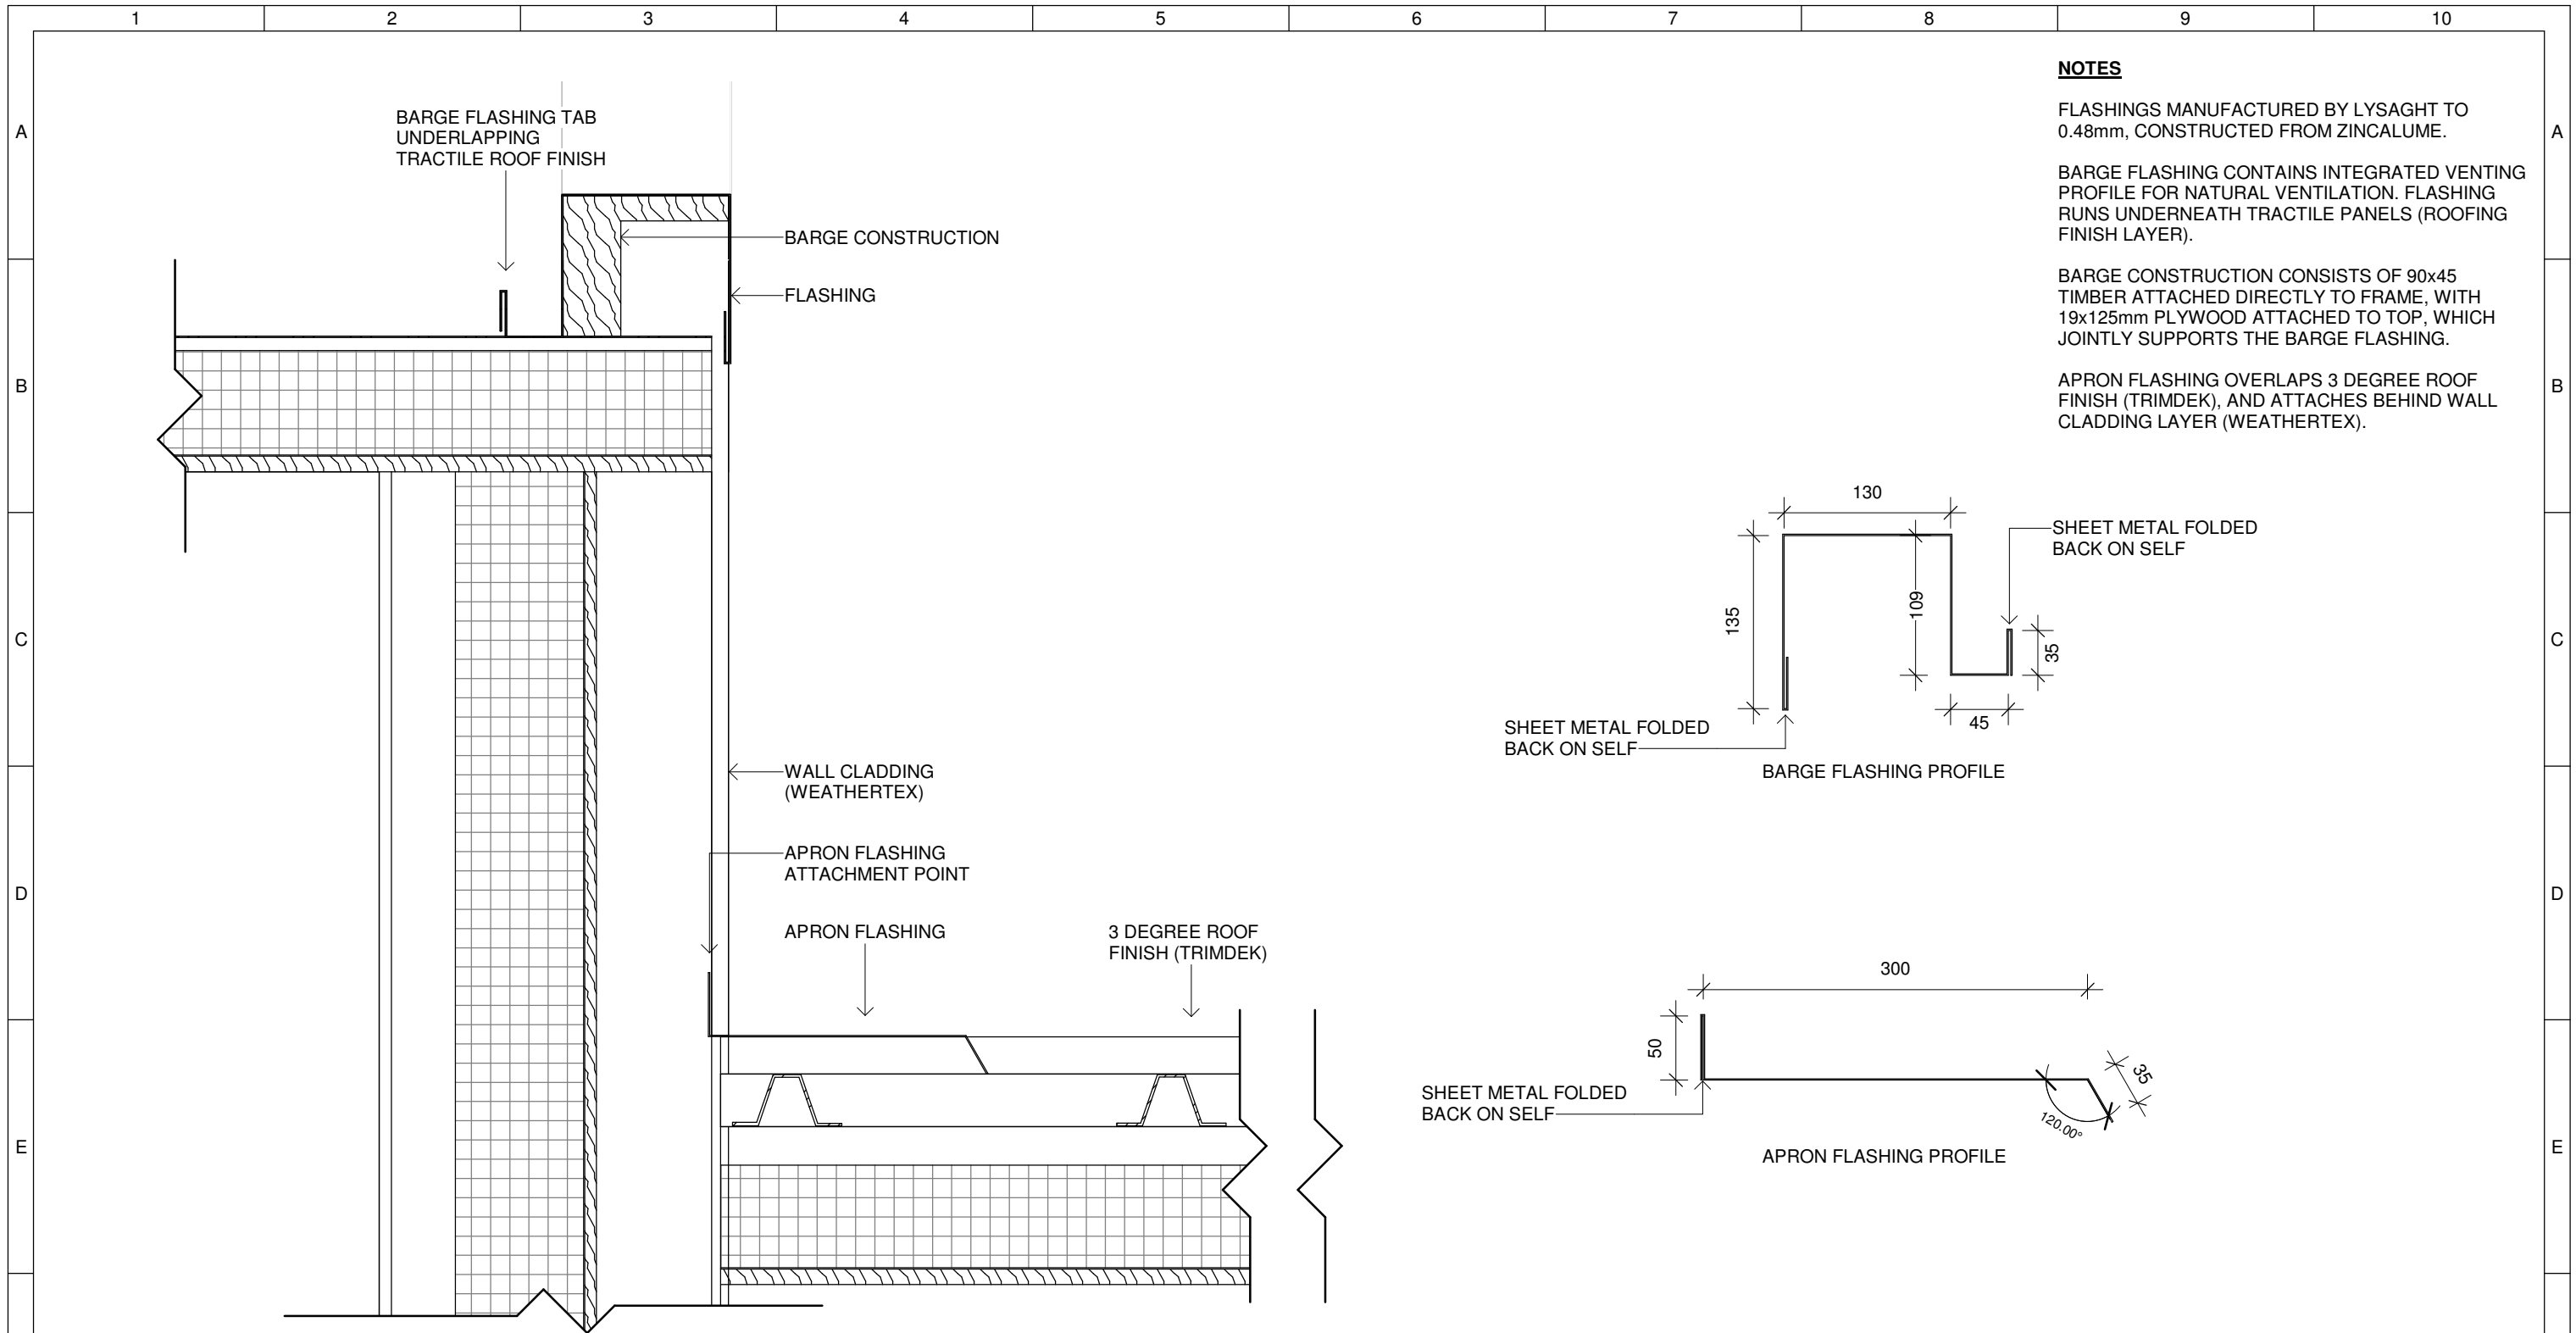 1 2 3 4 5 6 7 8 9 10
A
B
C
D
E
BARGE FLASHING TAB
UNDERLAPPING
TRACTILE ROOF FINISH
BARGE CONSTRUCTION
FLASHING
WALL CLADDING
(WEATHERTEX)
APRON FLASHING
ATTACHMENT POINT
APRON FLASHING
3 DEGREE ROOF
FINISH (TRIMDEK)
NOTES
FLASHINGS MANUFACTURED BY LYSAGHT TO
0.48mm, CONSTRUCTED FROM ZINCALUME.
BARGE FLASHING CONTAINS INTEGRATED VENTING
PROFILE FOR NATURAL VENTILATION. FLASHING
RUNS UNDERNEATH TRACTILE PANELS (ROOFING
FINISH LAYER).
BARGE CONSTRUCTION CONSISTS OF 90x45
TIMBER ATTACHED DIRECTLY TO FRAME, WITH
19x125mm PLYWOOD ATTACHED TO TOP, WHICH
JOINTLY SUPPORTS THE BARGE FLASHING.
APRON FLASHING OVERLAPS 3 DEGREE ROOF
FINISH (TRIMDEK), AND ATTACHES BEHIND WALL
CLADDING LAYER (WEATHERTEX).
130
SHEET METAL FOLDED
BACK ON SELF
135
109
35
45
SHEET METAL FOLDED
BACK ON SELF
BARGE FLASHING PROFILE
300
50
35
SHEET METAL FOLDED
BACK ON SELF
120.00°
APRON FLASHING PROFILE
A
B
C
D
E